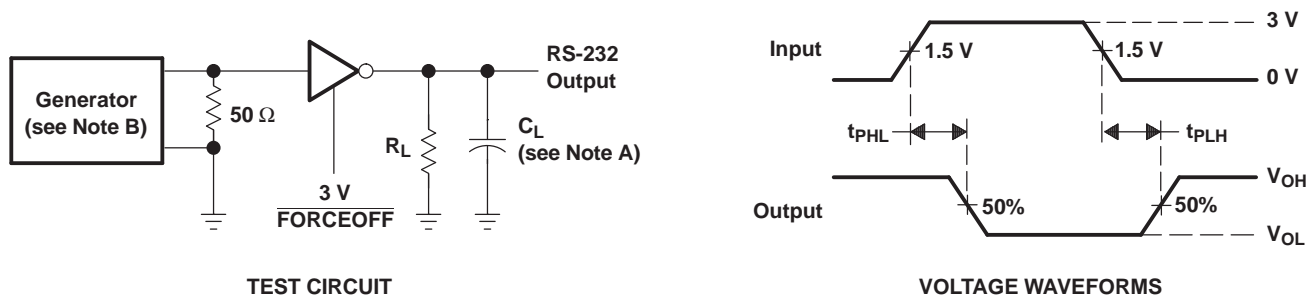 Generator
(see Note B)
50 Ω
3 V
FORCEOFF
R_L
C_L
(see Note A)
RS-232
Output
TEST CIRCUIT
Input
1.5 V
1.5 V
3 V
0 V
t_PHL
t_PLH
Output
50%
50%
V_OH
V_OL
VOLTAGE WAVEFORMS